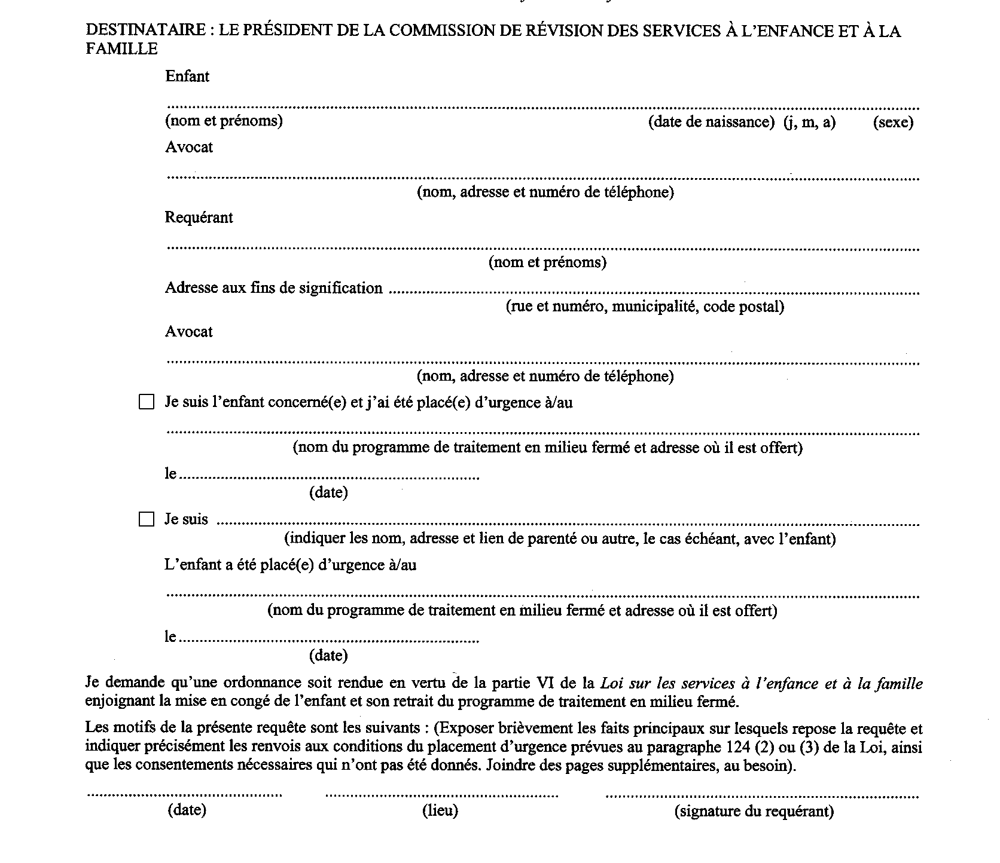 DESTINATAIRE : LE PRÉSIDENT DE LA COMMISSION DE RÉVISION DES SERVICES À L'ENFANCE ET À LA
FAMILLE
Enfant
(nom et prénoms) (date de naissance) (j, m, a) (sexe)
Avocat
(nom, adresse et numéro de téléphone)
Requérant
(nom et prénoms)
Adresse aux fins de signification
(rue et numéro, municipalité, code postal)
Avocat
(nom, adresse et numéro de téléphone)
Je suis l'enfant concerné(e) et j'ai été placé(e) d'urgence à/au
(nom du programme de traitement en milieu fermé et adresse où il est offert)
le
(date)
Je suis
(indiquer les nom, adresse et lien de parenté ou autre, le cas échéant, avec l'enfant)
L'enfant a été placé(e) d'urgence à/au
(nom du programme de traitement en milieu fermé et adresse où il est offert)
le
(date)
Je demande qu'une ordonnance soit rendue en vertu de la partie VI de la Loi sur les services à l'enfance et à la famille
enjoignant la mise en congé de l'enfant et son retrait du programme de traitement en milieu fermé.
Les motifs de la présente requête sont les suivants : (Exposer brièvement les faits principaux sur lesquels repose la requête et
indiquer précisément les renvois aux conditions du placement d'urgence prévues au paragraphe 124 (2) ou (3) de la Loi, ainsi
que les consentements nécessaires qui n'ont pas été donnés. Joindre des pages supplémentaires, au besoin).
(date) (lieu) (signature du requérant)